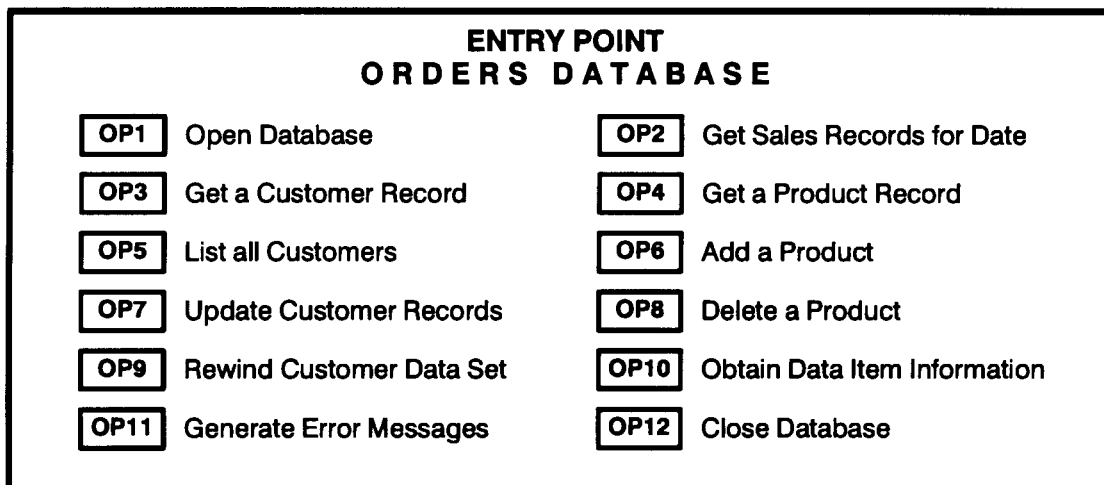 ENTRY POINT
ORDERS DATABASE
OP1 Open Database OP2 Get Sales Records for Date
OP3 Get a Customer Record OP4 Get a Product Record
OP5 List all Customers OP6 Add a Product
OP7 Update Customer Records OP8 Delete a Product
OP9 Rewind Customer Data Set OP10 Obtain Data Item Information
OP11 Generate Error Messages OP12 Close Database